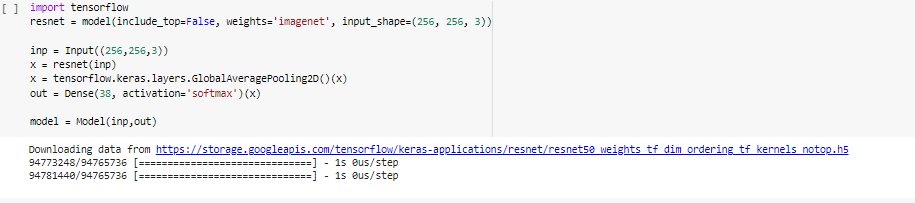 [ ] import tensorflow
resnet = model(include_top=False, weights='imagenet', input_shape=(256, 256, 3))
inp = Input((256,256,3))
x = resnet(inp)
x = tensorflow.keras.layers.GlobalAveragePooling2D()(x)
out = Dense(38, activation='softmax')(x)
model = Model(inp,out)
Downloading data from https://storage.googleapis.com/tensorflow/keras-applications/resnet/resnet50_weights_tf_dim_ordering_tf_kernels_notop.h5
94773248/94765736 [==============================] - 1s 0us/step
94781440/94765736 [==============================] - 1s 0us/step